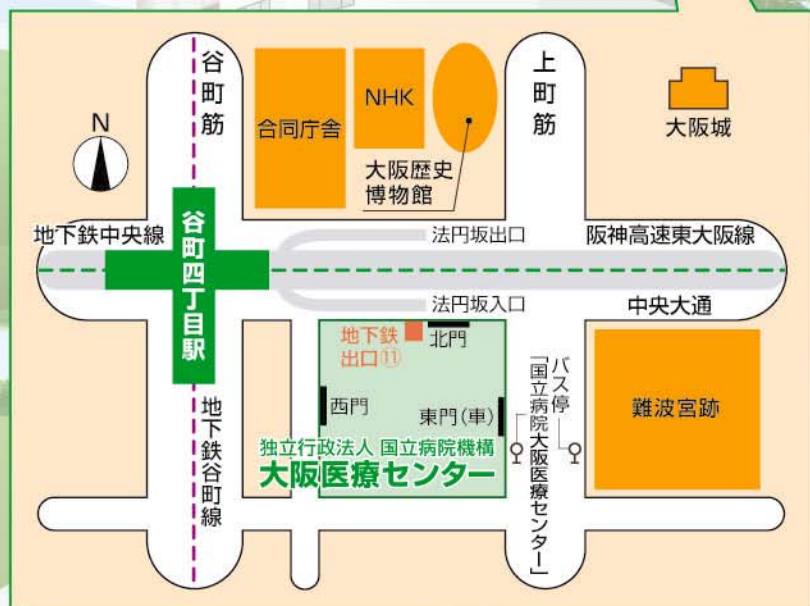 谷町筋
合同庁舎
NHK
大阪歴史
博物館
上町筋
大阪城
N
地下鉄中央線
谷町四丁目駅
法円坂出口
阪神高速東大阪線
法円坂入口
中央大通
地下鉄
出口⑪
北門
西門
東門(車)
独立行政法人 国立病院機構
大阪医療センター
地下鉄谷町線
バス停
「国立病院大阪医療センター」
難波宮跡